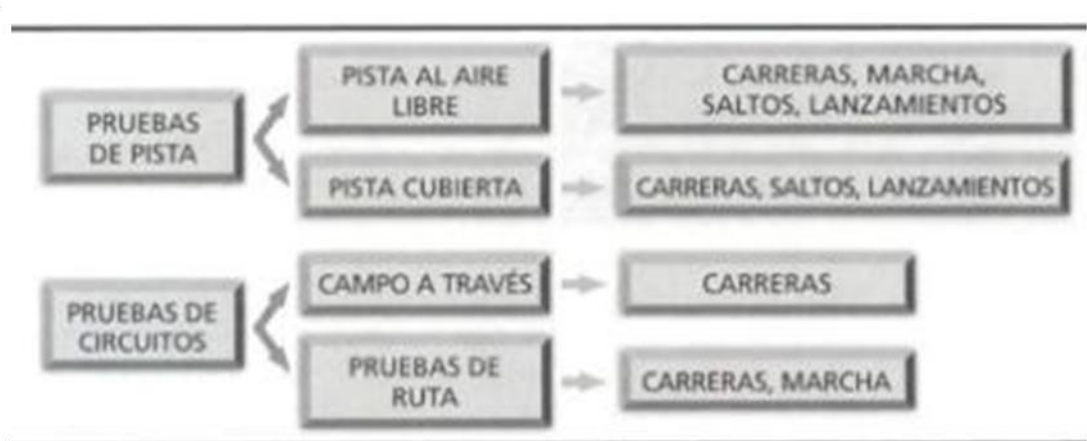 PRUEBAS
DE PISTA
PISTA AL AIRE
LIBRE
CARRERAS, MARCHA,
SALTOS, LANZAMIENTOS
PISTA CUBIERTA
CARRERAS, SALTOS, LANZAMIENTOS
PRUEBAS DE
CIRCUITOS
CAMPO A TRAVÉS
CARRERAS
PRUEBAS DE
RUTA
CARRERAS, MARCHA